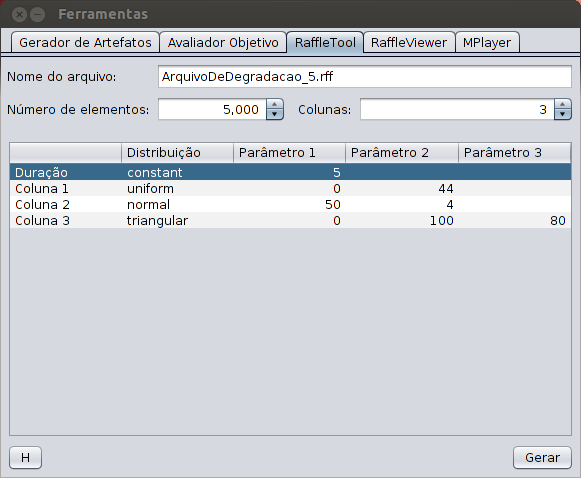 Ferramentas
Gerador de Artefatos Avaliador Objetivo RaffleTool RaffleViewer MPlayer
Nome do arquivo: ArquivoDeDegradacao_5.rff
Número de elementos: 5,000 Colunas: 3
Distribuição Parâmetro 1 Parâmetro 2 Parâmetro 3
Duração constant 5
Coluna 1 uniform 0 44
Coluna 2 normal 50 4
Coluna 3 triangular 0 100 80
H Gerar